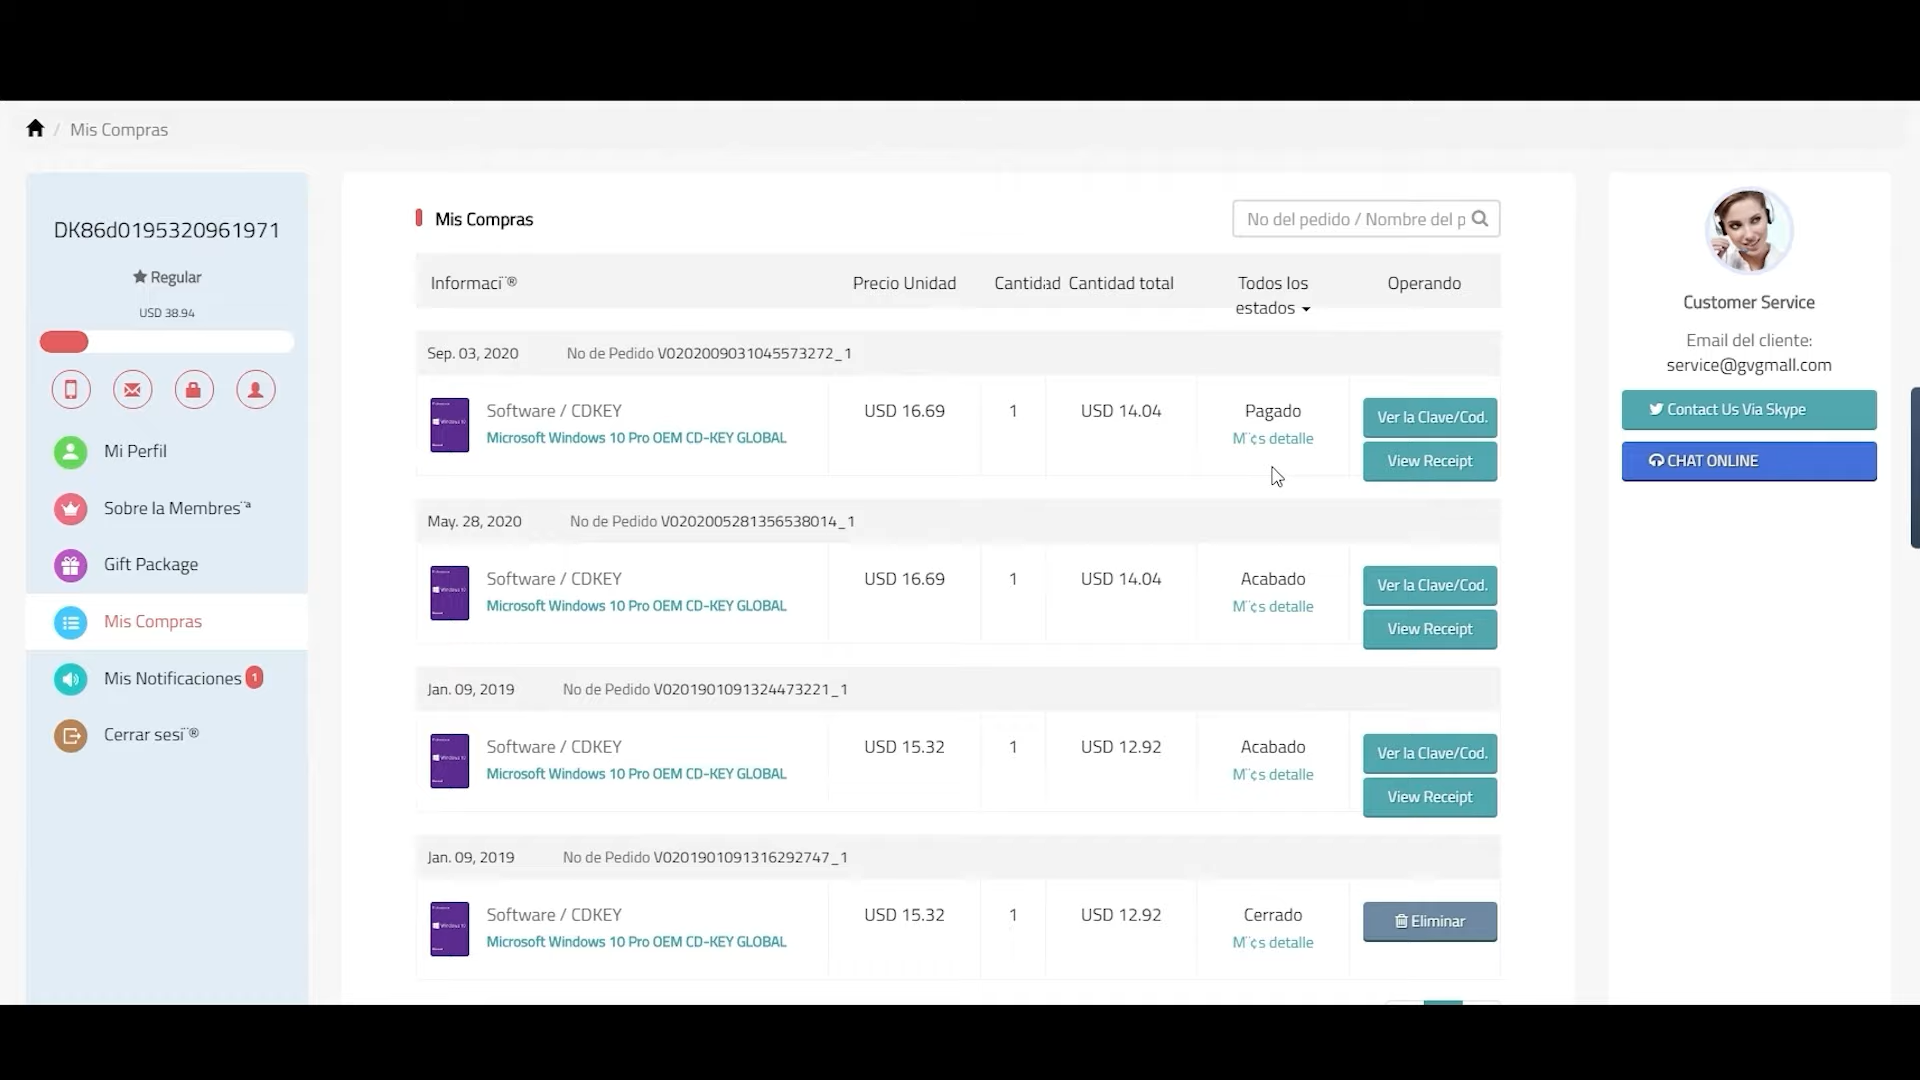 / Mis Compras
DK86d0195320961971
Regular
USD 38.94
Mi Perfil
Sobre la Membres¨ª
Gift Package
Mis Compras
Mis Notificaciones 1
Cerrar sesi¨®
Mis Compras
No del pedido / Nombre del p
Informaci¨® Precio Unidad Cantidad Cantidad total Todos los estados Operando
Sep. 03, 2020 No de Pedido V0202009031045573272_1
Software / CDKEY USD 16.69 1 USD 14.04 Pagado Ver la Clave/Cod.
Microsoft Windows 10 Pro OEM CD-KEY GLOBAL M¨¢s detalle
View Receipt
May. 28, 2020 No de Pedido V0202005281356538014_1
Software / CDKEY USD 16.69 1 USD 14.04 Acabado Ver la Clave/Cod.
Microsoft Windows 10 Pro OEM CD-KEY GLOBAL M¨¢s detalle
View Receipt
Jan. 09, 2019 No de Pedido V0201901091324473221_1
Software / CDKEY USD 15.32 1 USD 12.92 Acabado Ver la Clave/Cod.
Microsoft Windows 10 Pro OEM CD-KEY GLOBAL M¨¢s detalle
View Receipt
Jan. 09, 2019 No de Pedido V0201901091316292747_1
Software / CDKEY USD 15.32 1 USD 12.92 Cerrado Eliminar
Microsoft Windows 10 Pro OEM CD-KEY GLOBAL M¨¢s detalle
Customer Service
Email del cliente:
service@gvgmall.com
Contact Us Via Skype
CHAT ONLINE